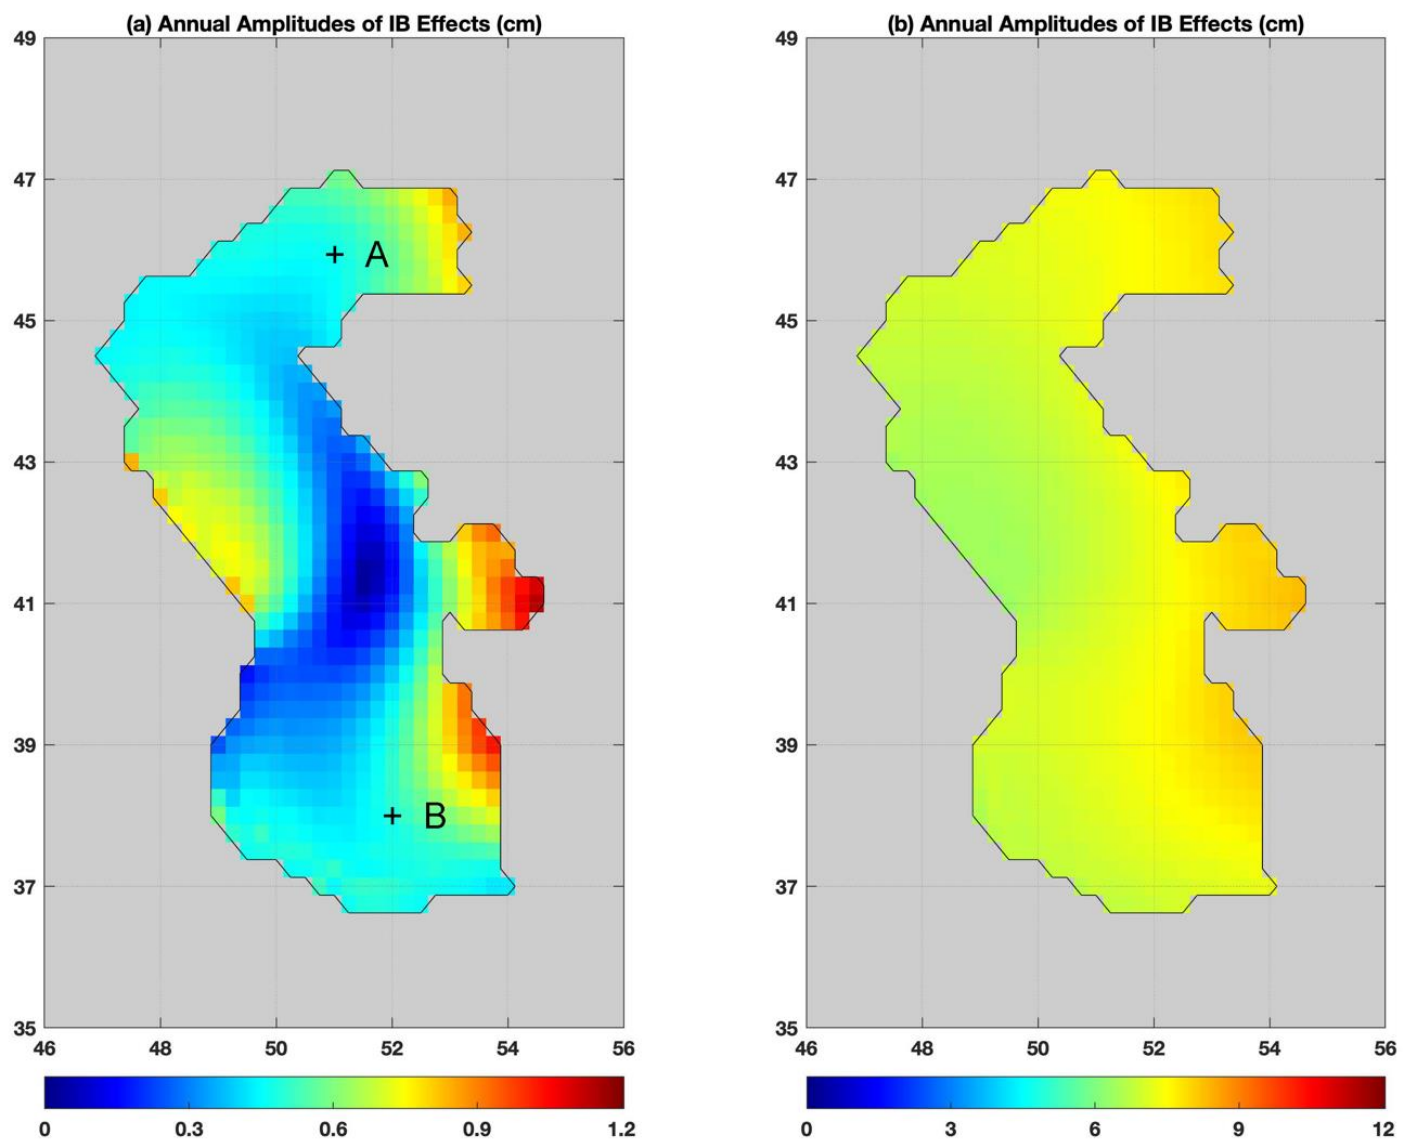 (a) Annual Amplitudes of IB Effects (cm)
49
47
45
43
41
39
37
35
46 48 50 52 54 56
+ A
+ B
0 0.3 0.6 0.9 1.2
(b) Annual Amplitudes of IB Effects (cm)
49
47
45
43
41
39
37
35
46 48 50 52 54 56
0 3 6 9 12